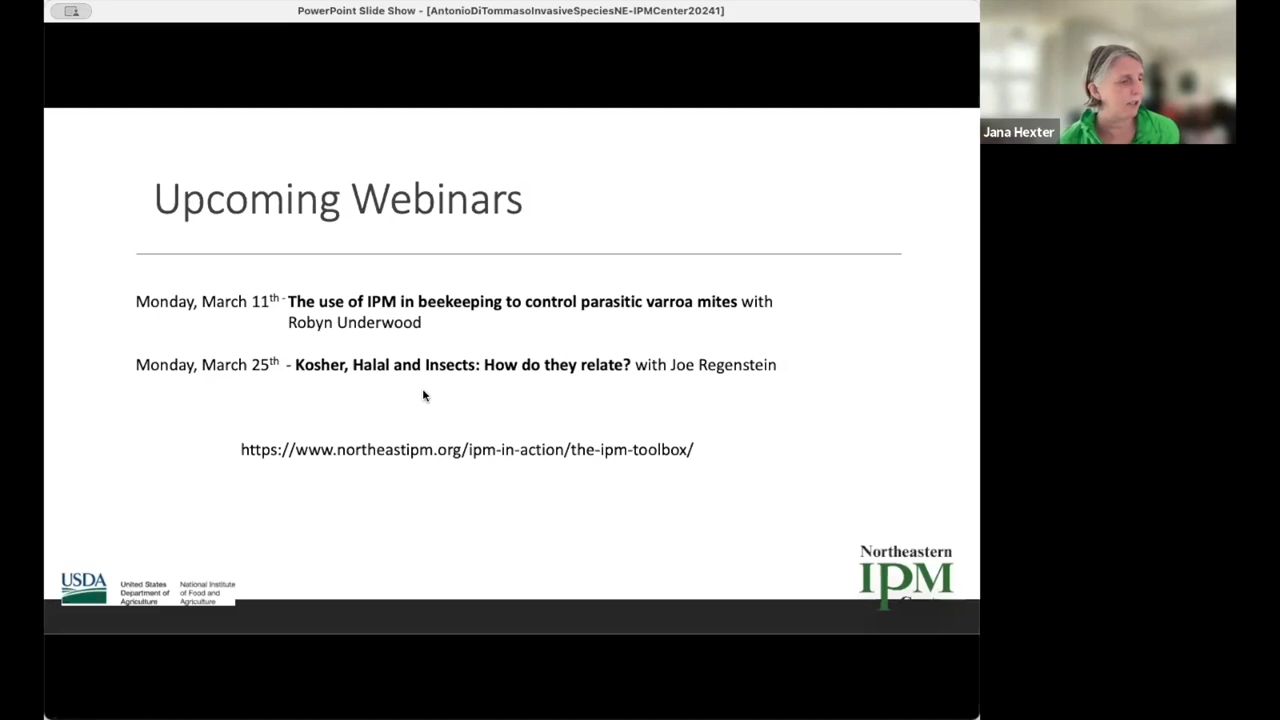 PowerPoint Slide Show - [AntonioDiTommasoInvasiveSpeciesNE-IPMCenter20241]
Jana Hexter
Upcoming Webinars
Monday, March 11th - The use of IPM in beekeeping to control parasitic varroa mites with
Robyn Underwood
Monday, March 25th - Kosher, Halal and Insects: How do they relate? with Joe Regenstein
https://www.northeastipm.org/ipm-in-action/the-ipm-toolbox/
USDA
United States
Department of
Agriculture
National Institute
of Food and
Agriculture
Northeastern
IPM